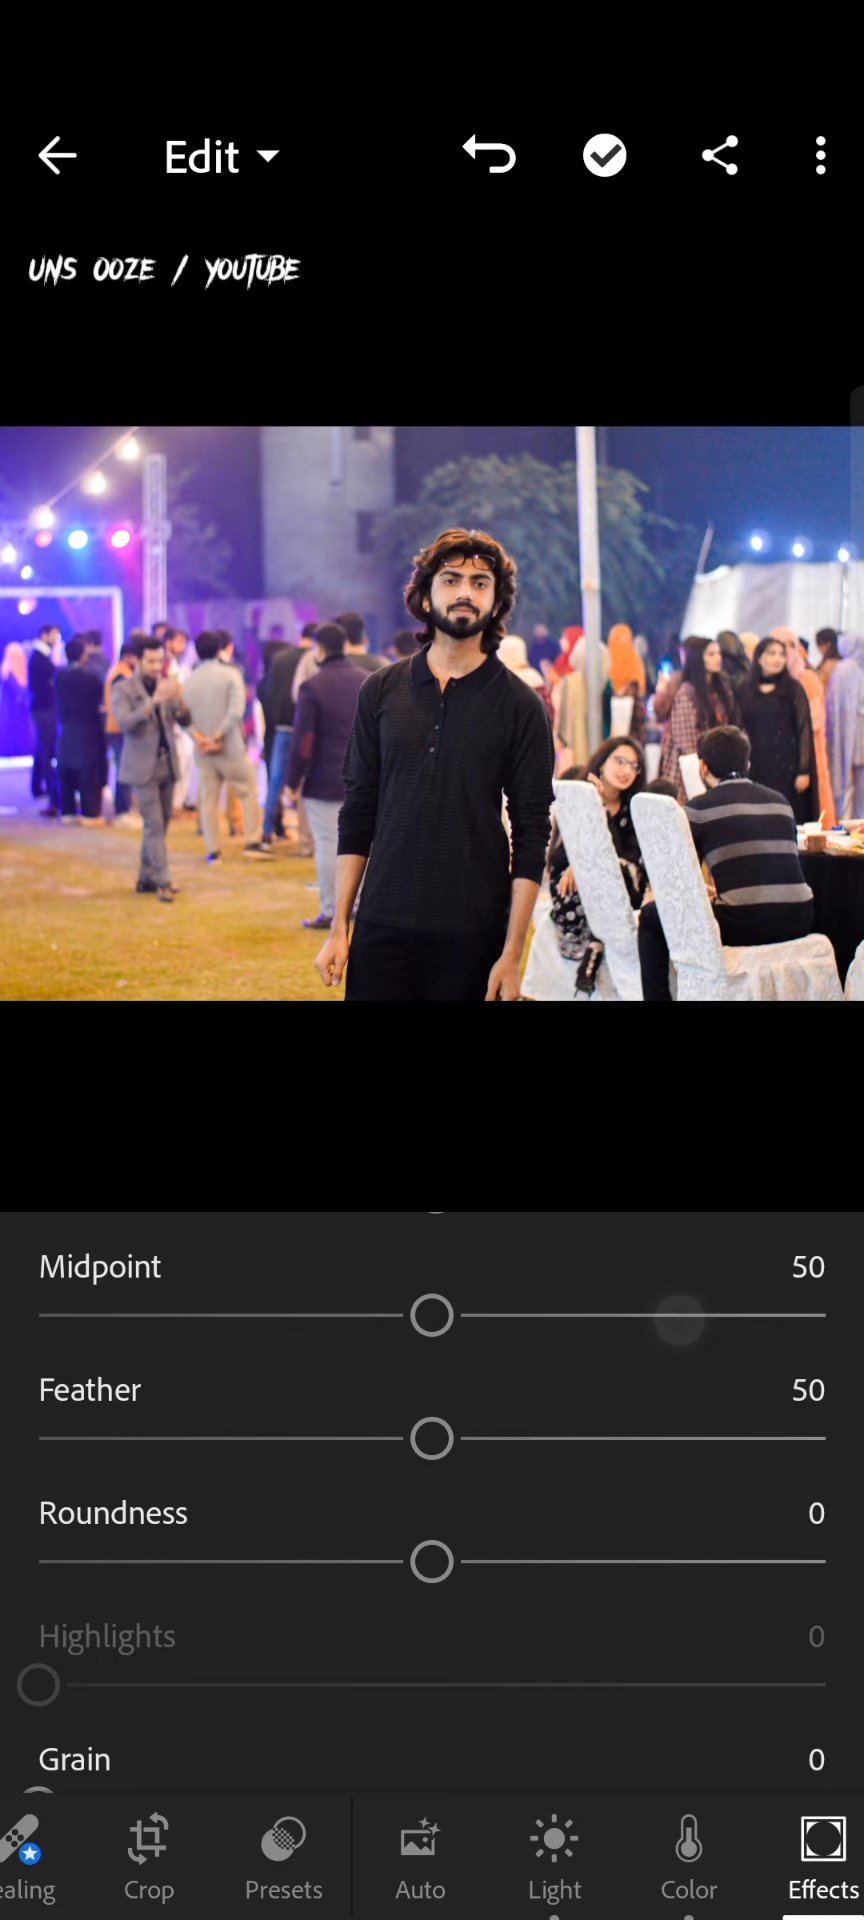 Edit
UNS OOZE / YOUTUBE
Midpoint 50
Feather 50
Roundness 0
Highlights 0
Grain 0
ealing Crop Presets Auto Light Color Effects